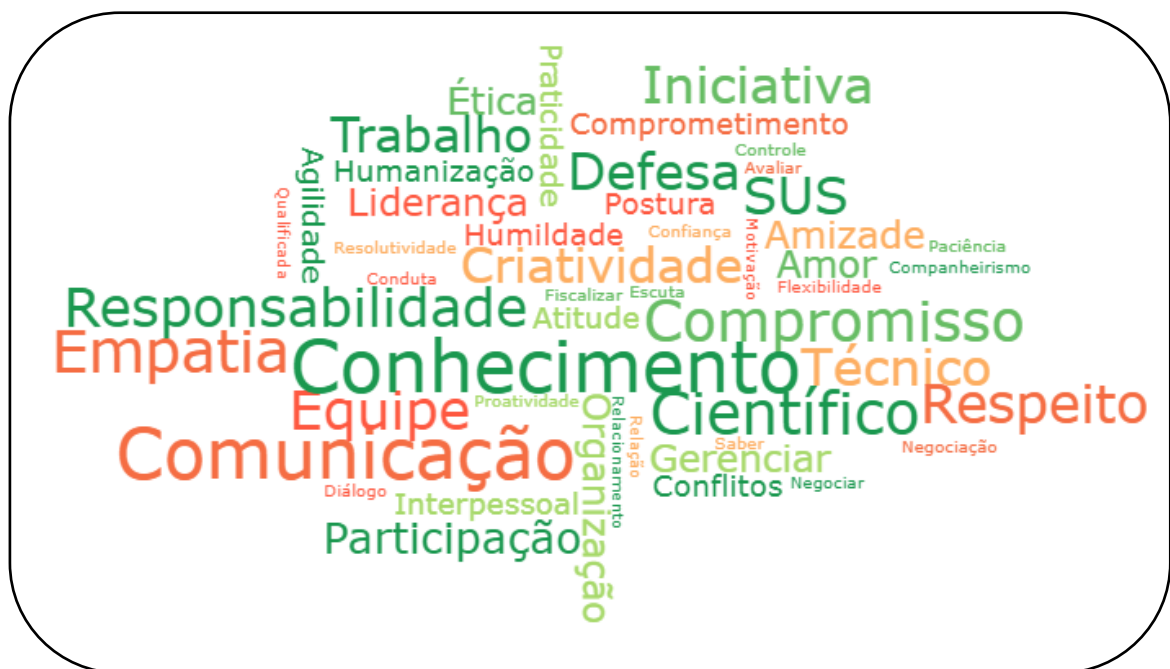 Praticidade
Iniciativa
Ética
Trabalho
Comprometimento
Controle
Agilidade
Humanização
Defesa
Avaliar
SUS
Qualificada
Liderança
Postura
Humildade
Confiança
Motivação
Amizade
Paciência
Resolutividade
Criatividade
Amor
Companheirismo
Conduta
Flexibilidade
Responsabilidade
Fiscalizar
Escuta
Atitude
Compromisso
Empatia
Conhecimento
Técnico
Equipe
Proatividade
Organização
Relacionamento
Relação
Científico
Respeito
Comunicação
Saber
Negociação
Gerenciar
Diálogo
Interpessoal
Conflitos
Negociar
Participação